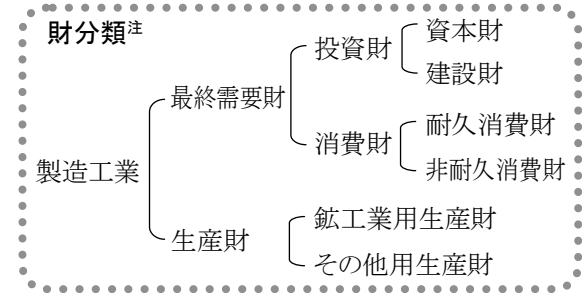 財分類注
製造工業
最終需要財
投資財
資本財
建設財
消費財
耐久消費財
非耐久消費財
生産財
鉱工業用生産財
その他用生産財